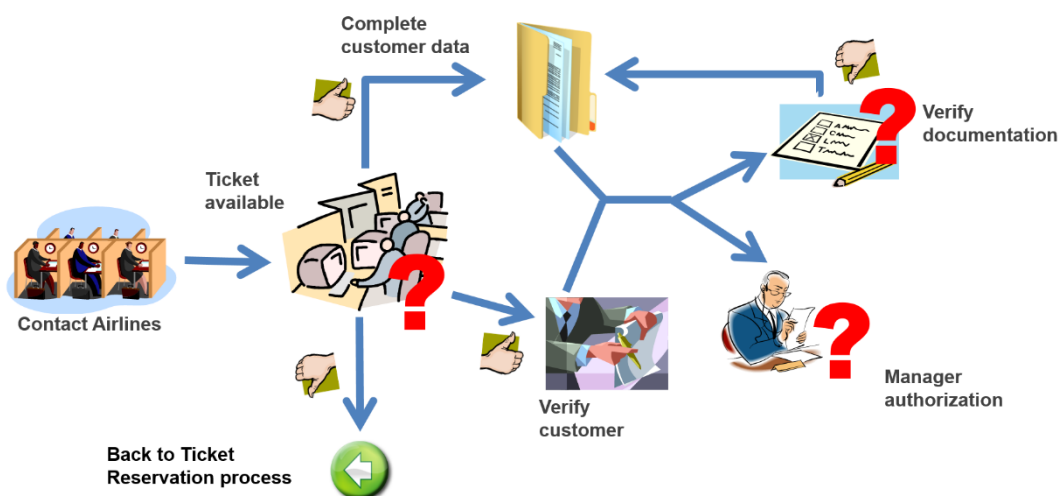 Complete
customer data
Verify
documentation
Ticket
available
Contact Airlines
Manager
authorization
Verify
customer
Back to Ticket
Reservation process